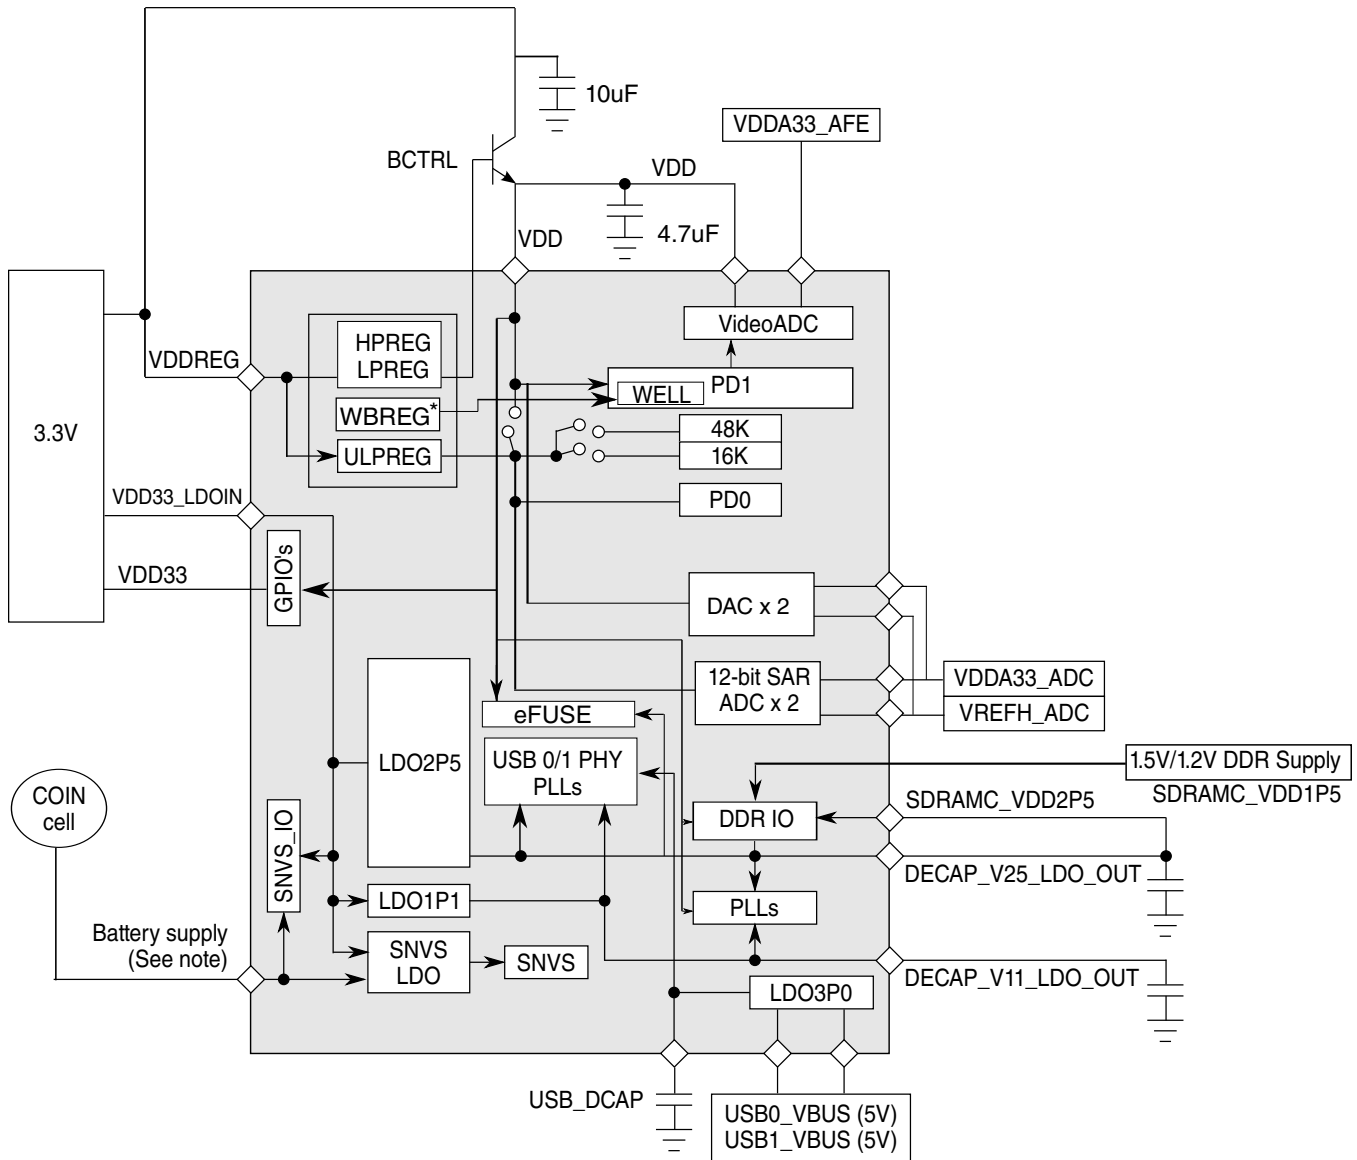 10uF
VDDA33_AFE
BCTRL
VDD
4.7uF
VDD
VideoADC
HPREG
LPREG
VDDREG
PD1
WELL
WBREG*
3.3V
48K
ULPREG
16K
VDD33_LDOIN
PD0
GPIO's
VDD33
DAC x 2
12-bit SAR
ADC x 2
VDDA33_ADC
VREFH_ADC
eFUSE
LDO2P5
USB 0/1 PHY
PLLs
1.5V/1.2V DDR Supply
SDRAMC_VDD1P5
COIN
cell
SDRAMC_VDD2P5
DDR IO
SNVS_IO
DECAP_V25_LDO_OUT
LDO1P1
PLLs
Battery supply
(See note)
SNVS
LDO
SNVS
DECAP_V11_LDO_OUT
LDO3P0
USB_DCAP
USB0_VBUS (5V)
USB1_VBUS (5V)